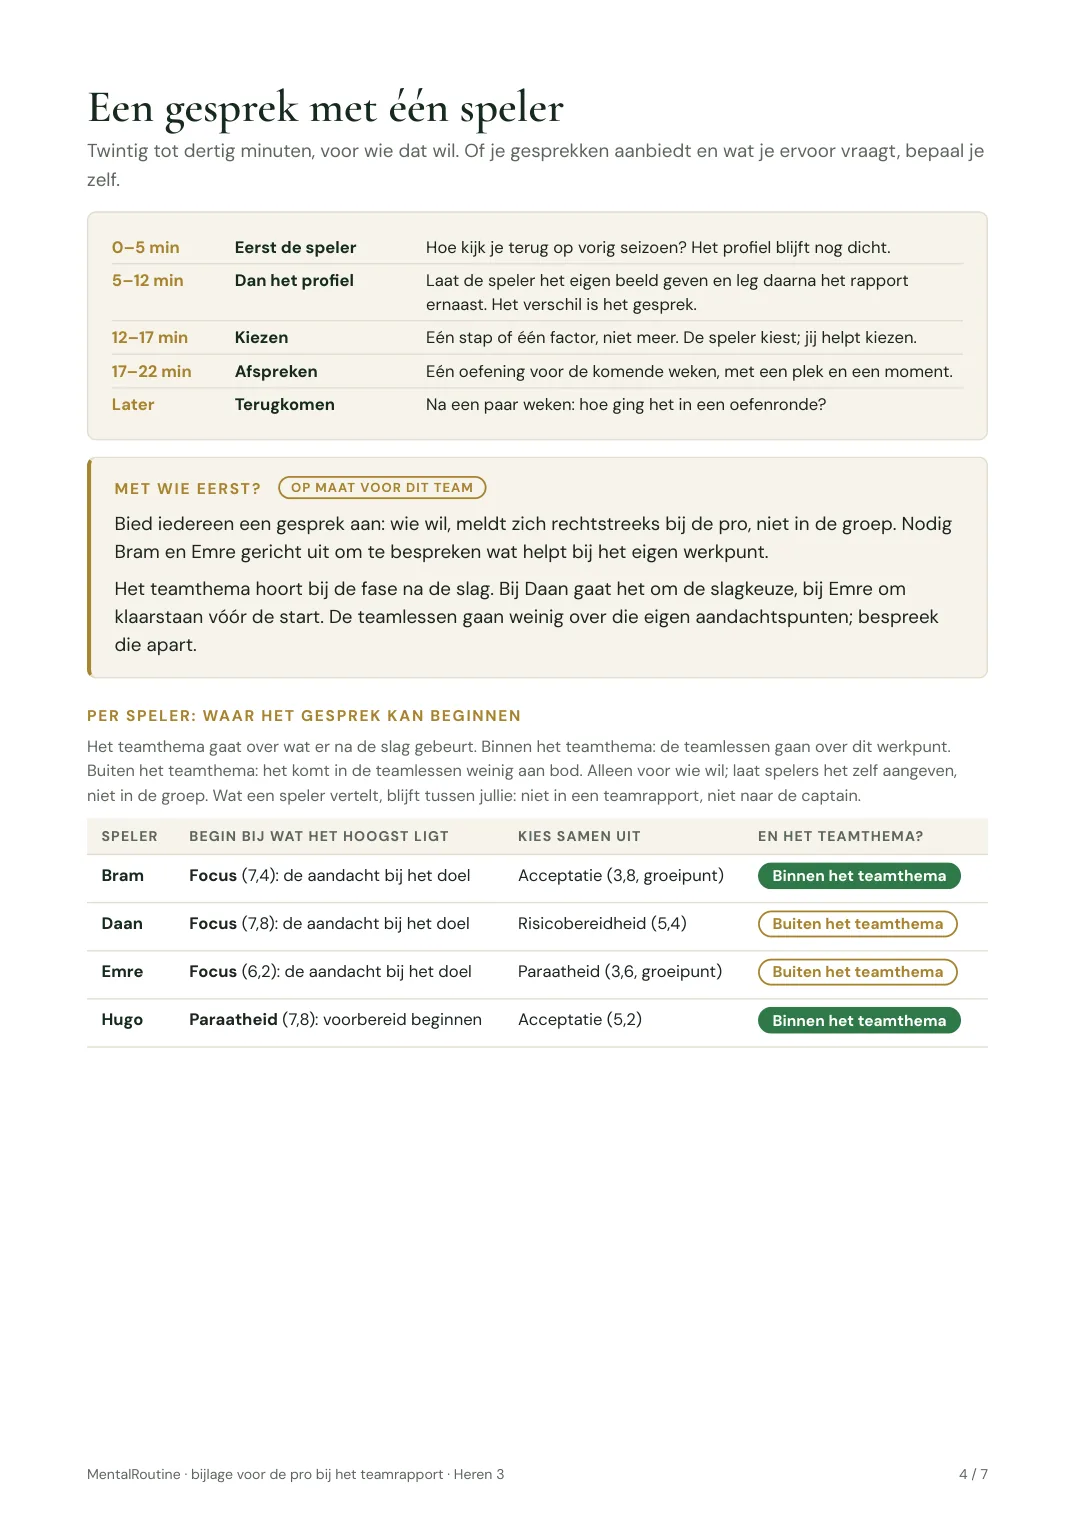 Een gesprek met één speler
Twintig tot dertig minuten, voor wie dat wil. Of je gesprekken aanbiedt en wat je ervoor vraagt, bepaal je
zelf.
0–5 min Eerst de speler Hoe kijk je terug op vorig seizoen? Het profiel blijft nog dicht.
5–12 min Dan het profiel Laat de speler het eigen beeld geven en leg daarna het rapport
ernaast. Het verschil is het gesprek.
12–17 min Kiezen Eén stap of één factor, niet meer. De speler kiest; jij helpt kiezen.
17–22 min Afspreken Eén oefening voor de komende weken, met een plek en een moment.
Later Terugkomen Na een paar weken: hoe ging het in een oefenronde?
MET WIE EERST? OP MAAT VOOR DIT TEAM
Bied iedereen een gesprek aan: wie wil, meldt zich rechtstreeks bij de pro, niet in de groep. Nodig
Bram en Emre gericht uit om te bespreken wat helpt bij het eigen werkpunt.
Het teamthema hoort bij de fase na de slag. Bij Daan gaat het om de slagkeuze, bij Emre om
klaarstaan vóór de start. De teamlessen gaan weinig over die eigen aandachtspunten; bespreek
die apart.
PER SPELER: WAAR HET GESPREK KAN BEGINNEN
Het teamthema gaat over wat er na de slag gebeurt. Binnen het teamthema: de teamlessen gaan over dit werkpunt.
Buiten het teamthema: het komt in de teamlessen weinig aan bod. Alleen voor wie wil; laat spelers het zelf aangeven,
niet in de groep. Wat een speler vertelt, blijft tussen jullie: niet in een teamrapport, niet naar de captain.
SPELER BEGIN BIJ WAT HET HOOGST LIGT KIES SAMEN UIT EN HET TEAMTHEMA?
Bram Focus (7,4): de aandacht bij het doel Acceptatie (3,8, groeipunt) Binnen het teamthema
Daan Focus (7,8): de aandacht bij het doel Risicobereidheid (5,4) Buiten het teamthema
Emre Focus (6,2): de aandacht bij het doel Paraatheid (3,6, groeipunt) Buiten het teamthema
Hugo Paraatheid (7,8): voorbereid beginnen Acceptatie (5,2) Binnen het teamthema
MentalRoutine · bijlage voor de pro bij het teamrapport · Heren 3 4 / 7